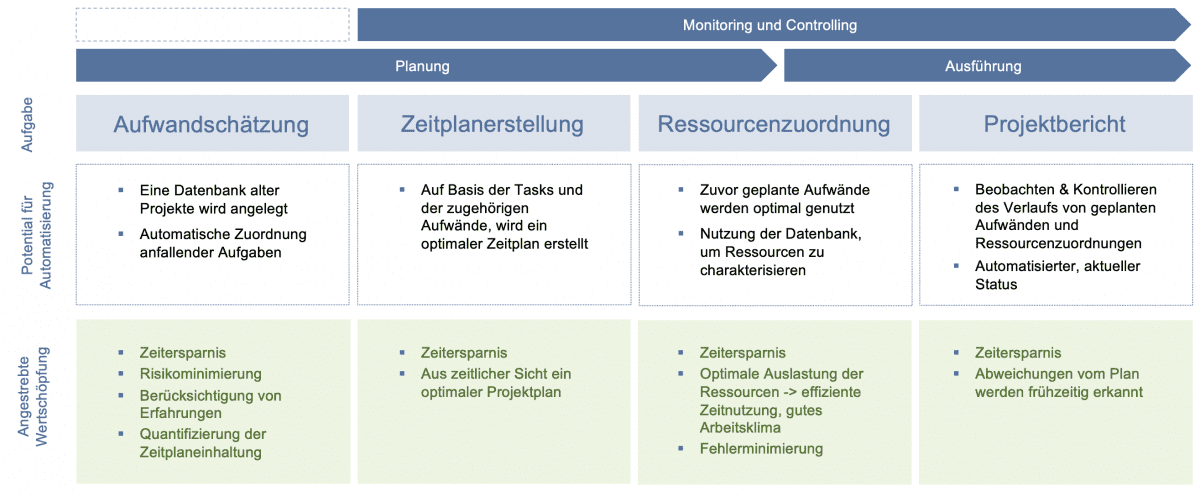 Monitoring und Controlling
Planung
Ausführung
Aufgabe
Aufwandschätzung
Zeitplanerstellung
Ressourcenzuordnung
Projektbericht
Potential für
Automatisierung
Eine Datenbank alter
Projekte wird angelegt
Automatische Zuordnung
anfallender Aufgaben
Auf Basis der Tasks und
der zugehörigen
Aufwände, wird ein
optimaler Zeitplan erstellt
Zuvor geplante Aufwände
werden optimal genutzt
Nutzung der Datenbank,
um Ressourcen zu
charakterisieren
Beobachten & Kontrollieren
des Verlaufs von geplanten
Aufwänden und
Ressourcenzuordnungen
Automatisierter, aktueller
Status
Angestrebte
Wertschöpfung
Zeitersparnis
Risikominimierung
Berücksichtigung von
Erfahrungen
Quantifizierung der
Zeitplaneinhaltung
Zeitersparnis
Aus zeitlicher Sicht ein
optimaler Projektplan
Zeitersparnis
Optimale Auslastung der
Ressourcen -> effiziente
Zeitnutzung, gutes
Arbeitsklima
Fehlerminimierung
Zeitersparnis
Abweichungen vom Plan
werden frühzeitig erkannt